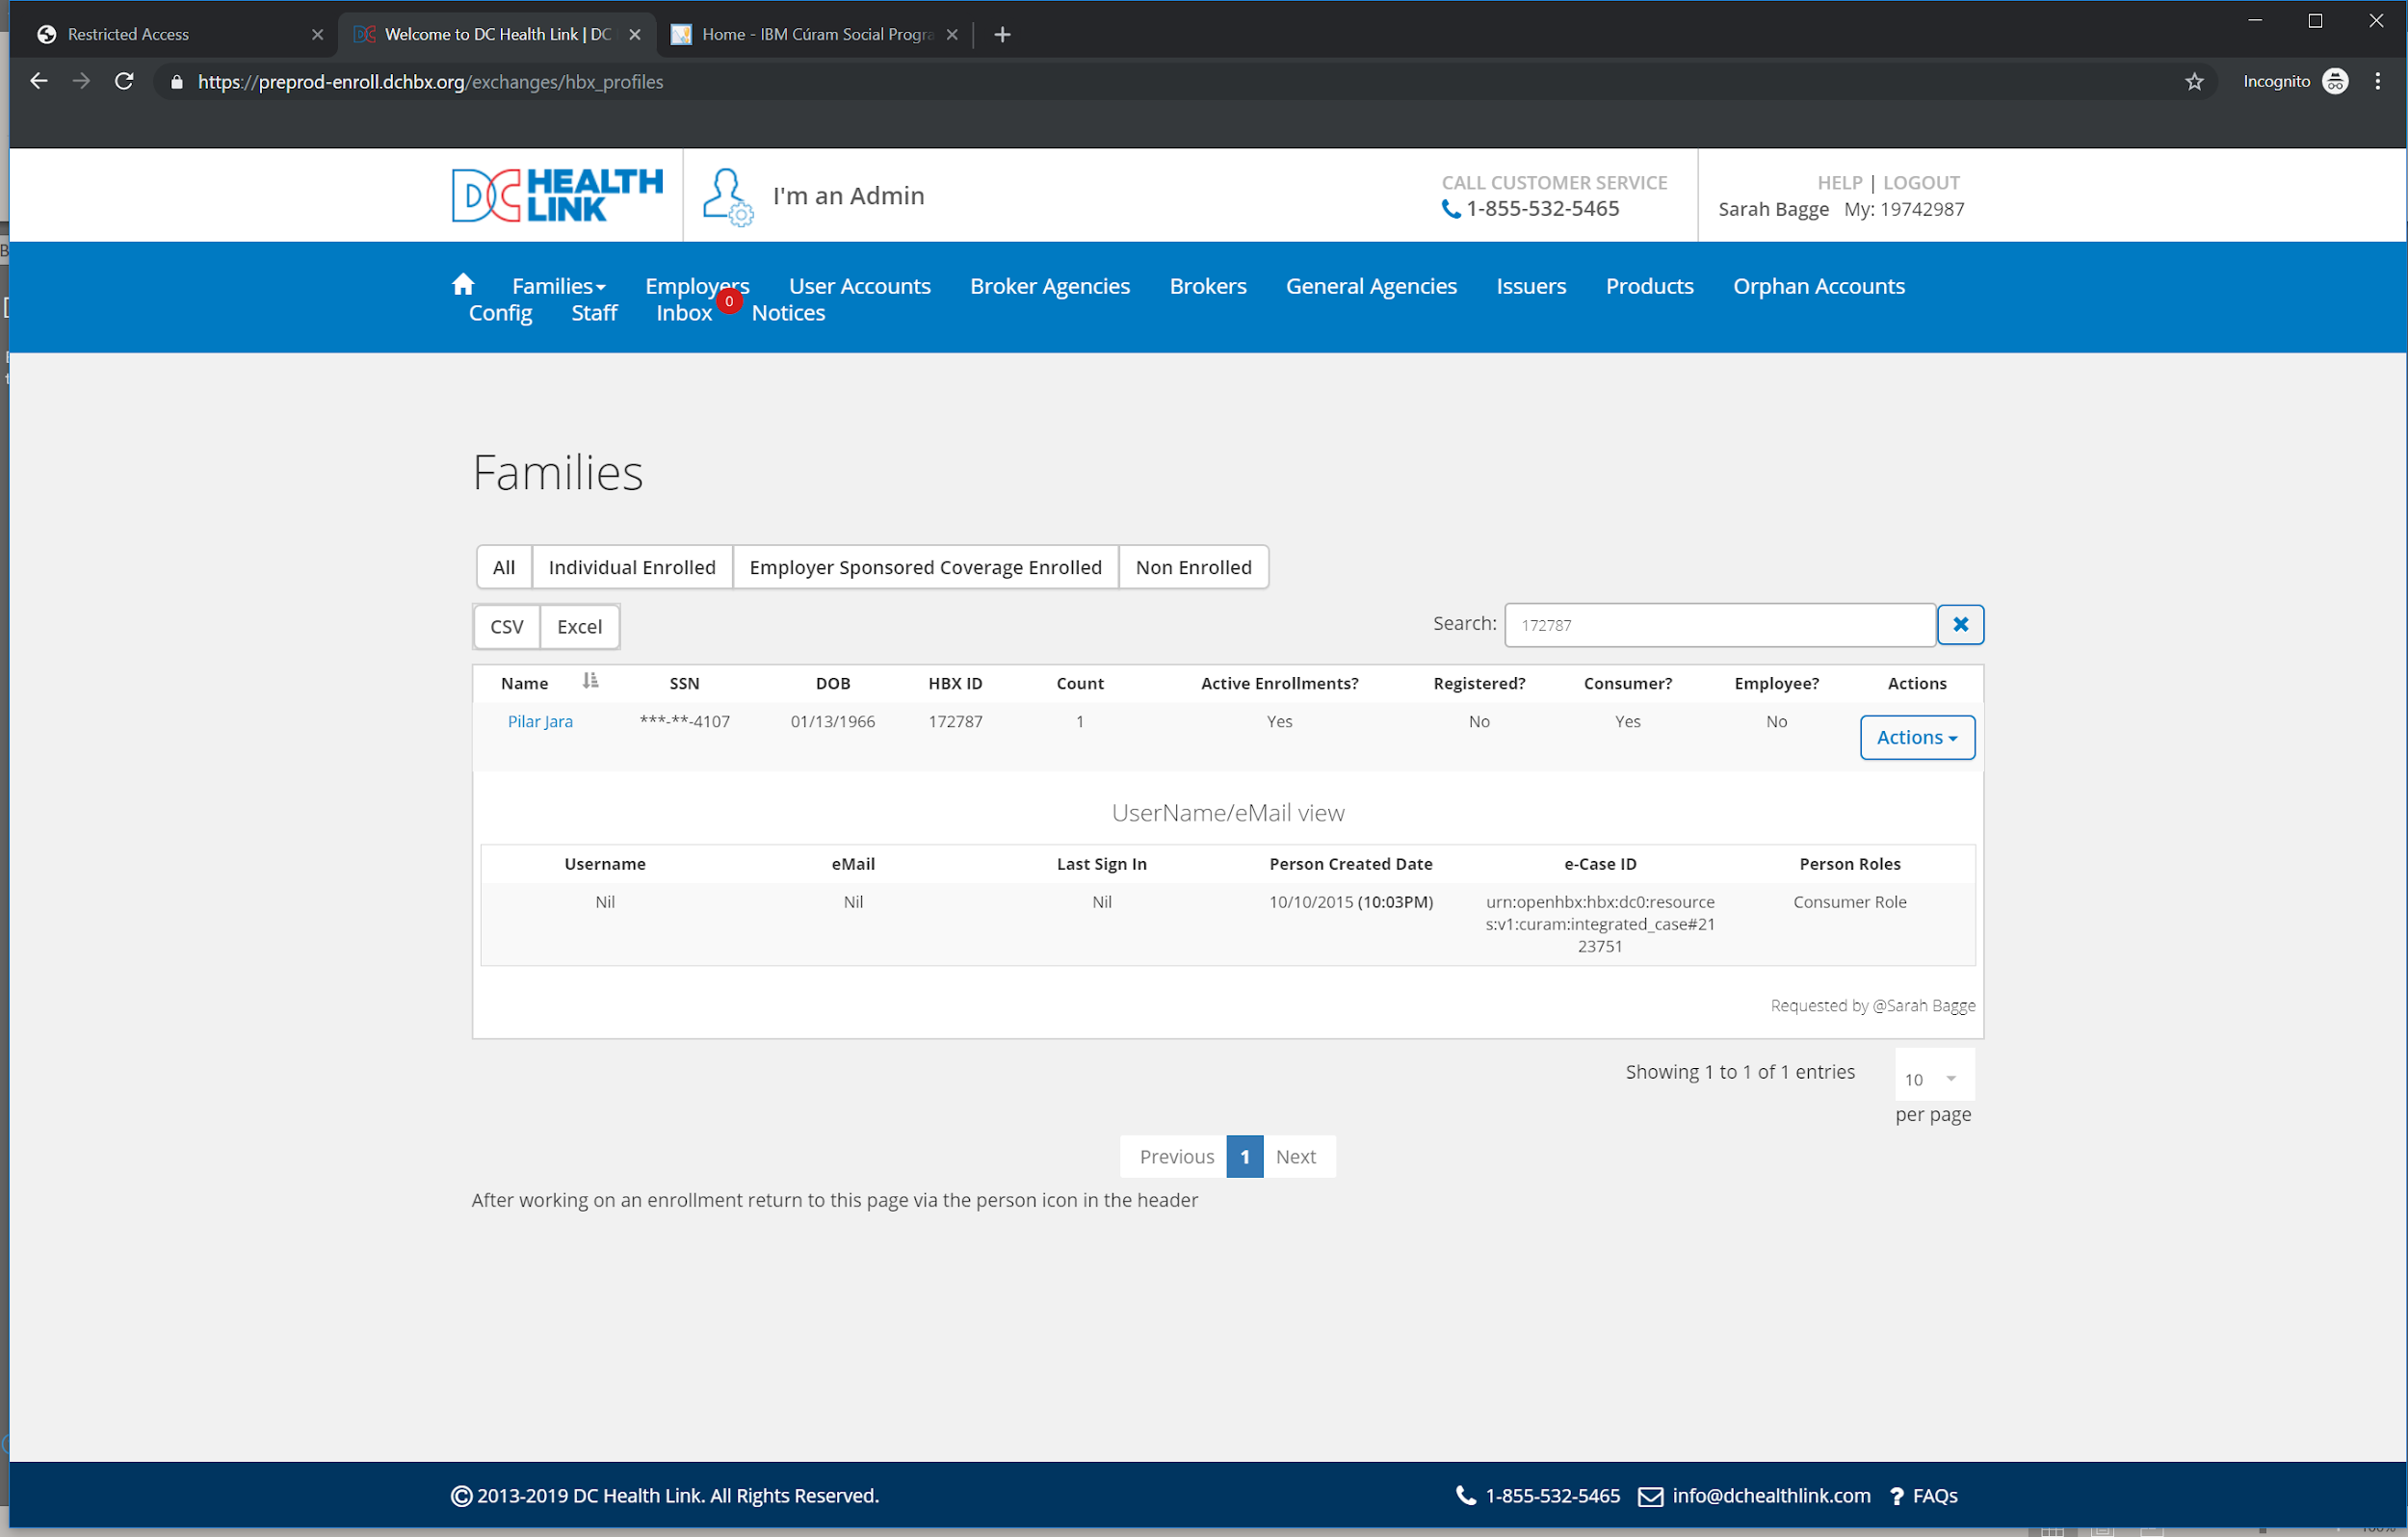 Restricted Access
Welcome to DC Health Link | DC
Home - IBM Cúram Social Progra
https://preprod-enroll.dchbx.org/exchanges/hbx_profiles
Incognito
DC HEALTH LINK
I'm an Admin
CALL CUSTOMER SERVICE
1-855-532-5465
HELP | LOGOUT
Sarah Bagge My: 19742987
Families Employers User Accounts Broker Agencies Brokers General Agencies Issuers Products Orphan Accounts
Config Staff Inbox 0 Notices
Families
All Individual Enrolled Employer Sponsored Coverage Enrolled Non Enrolled
CSV Excel
Search: 172787
Name SSN DOB HBX ID Count Active Enrollments? Registered? Consumer? Employee? Actions
Pilar Jara ***-**-4107 01/13/1966 172787 1 Yes No Yes No Actions
UserName/eMail view
Username eMail Last Sign In Person Created Date e-Case ID Person Roles
Nil Nil Nil 10/10/2015 (10:03PM) urn:openhbx:hbx:dc0:resource
s:v1:curam:integrated_case#21
23751
Consumer Role
Requested by @Sarah Bagge
Showing 1 to 1 of 1 entries
10
per page
Previous 1 Next
After working on an enrollment return to this page via the person icon in the header
© 2013-2019 DC Health Link. All Rights Reserved.
1-855-532-5465 info@dchealthlink.com ? FAQs